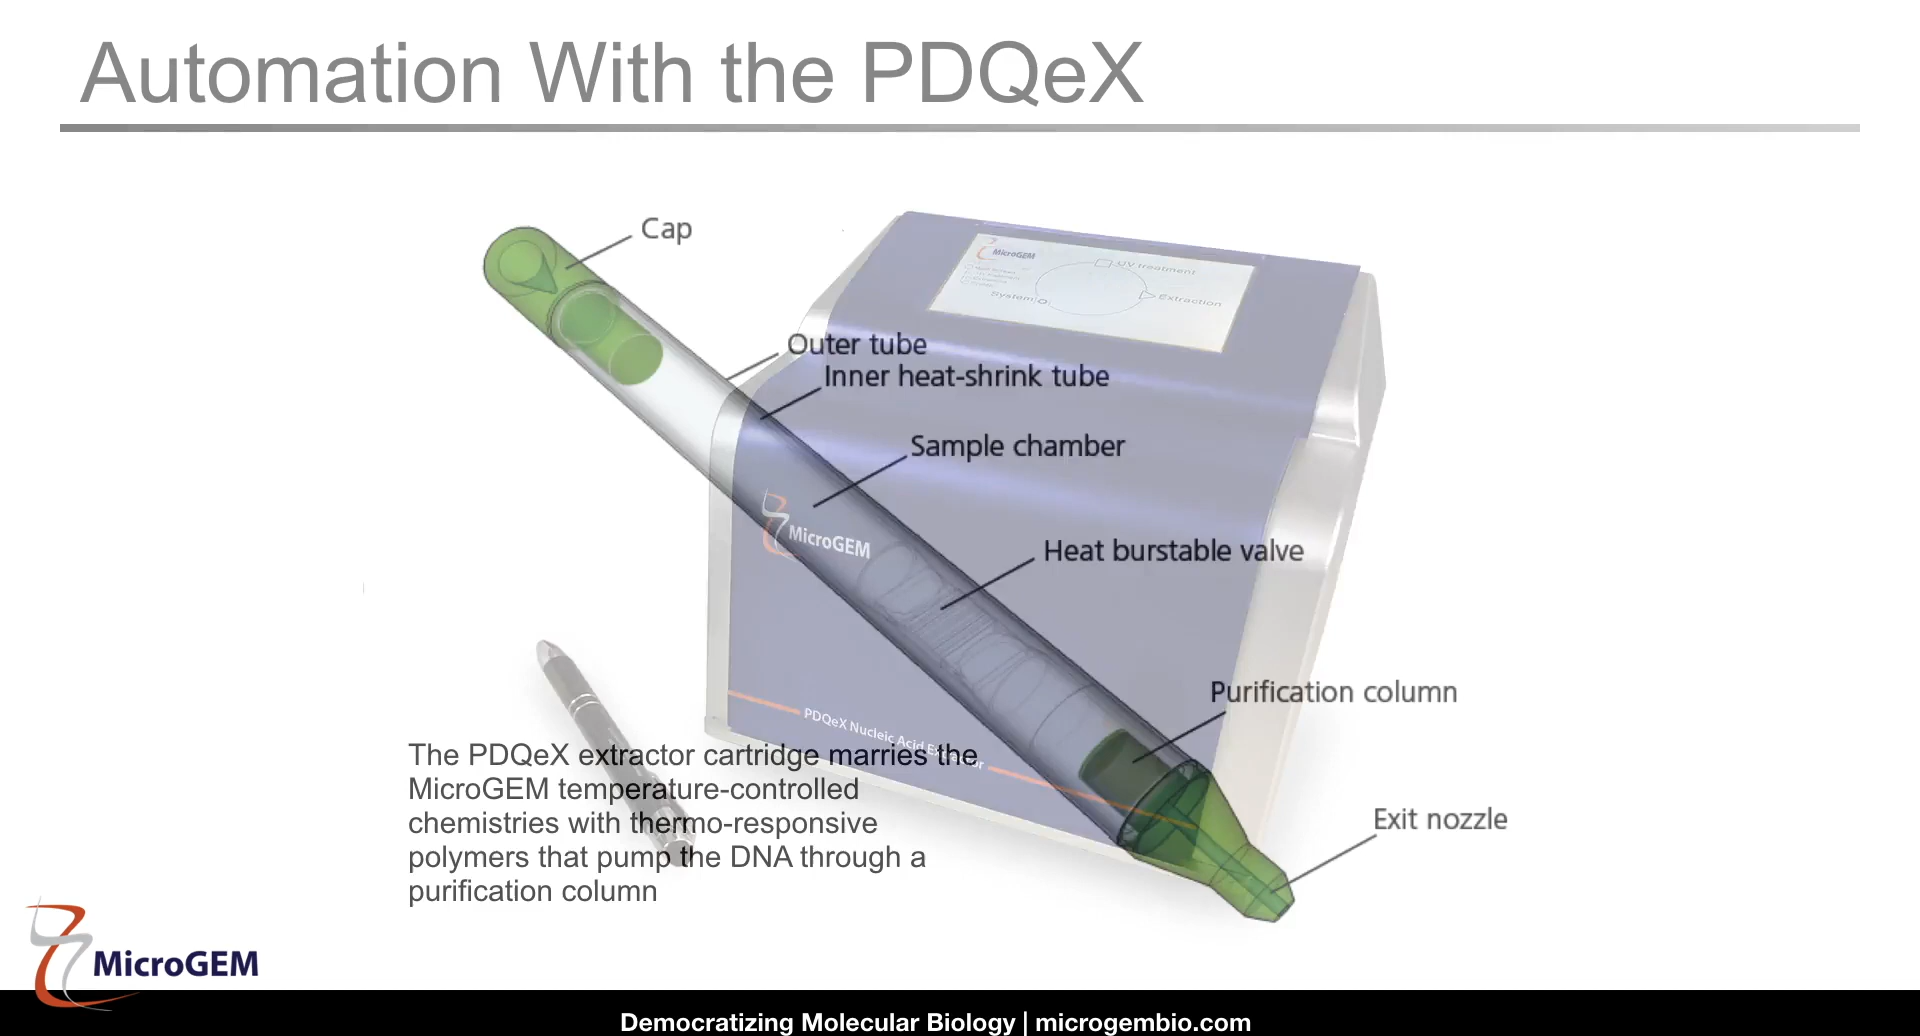 Automation With the PDQeX
Cap
MicroGEM
UV treatment
System
Extraction
Outer tube
Inner heat-shrink tube
Sample chamber
MicroGEM
Heat burstable valve
Purification column
PDQeX Nucleic Acid Extractor
The PDQeX extractor cartridge marries the
MicroGEM temperature-controlled
chemistries with thermo-responsive
polymers that pump the DNA through a
purification column
Exit nozzle
MicroGEM
Democratizing Molecular Biology | microgembio.com